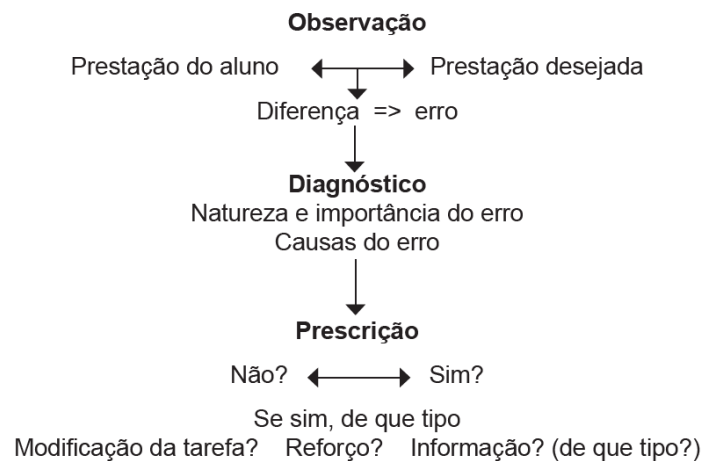 Observação
Prestação do aluno Prestação desejada
Diferença => erro
Diagnóstico
Natureza e importância do erro
Causas do erro
Prescrição
Não? Sim?
Se sim, de que tipo
Modificação da tarefa? Reforço? Informação? (de que tipo?)